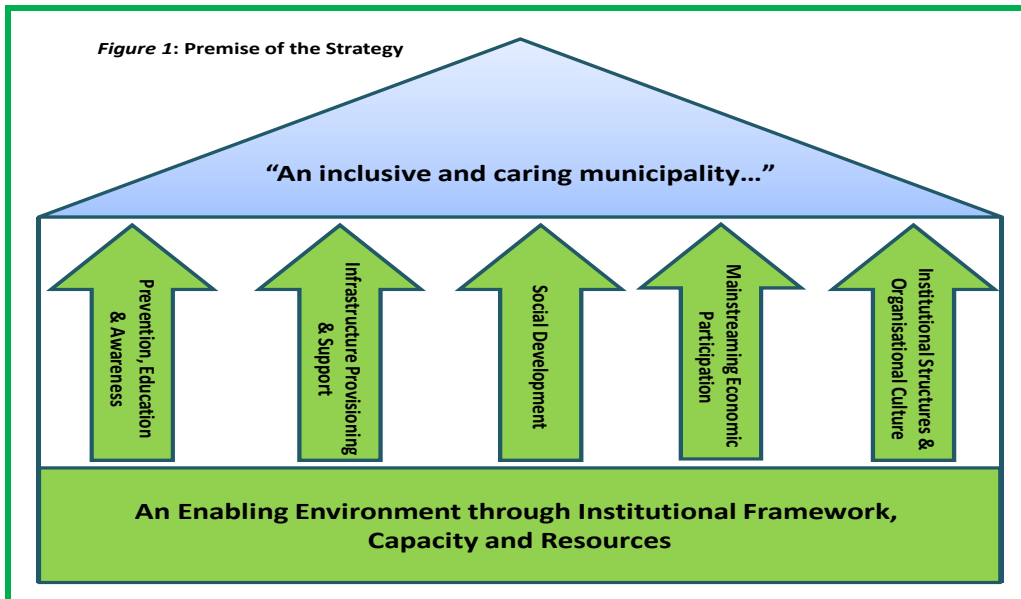 Figure 1: Premise of the Strategy
“An inclusive and caring municipality…”
Prevention, Education
& Awareness
Infrastructure Provisioning
& Support
Social Development
Mainstreaming Economic
Participation
Institutional Structures &
Organisational Culture
An Enabling Environment through Institutional Framework,
Capacity and Resources